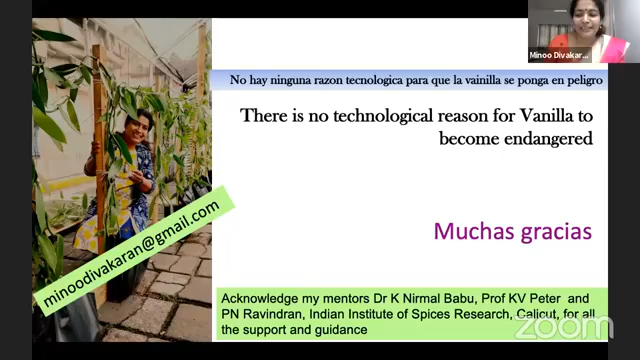 Minoo Divakar...
No hay ninguna razon tecnologica para que la vainilla se ponga en peligro
There is no technological reason for Vanilla to
become endangered
minoodivakaran@gmail.com
Muchas gracias
Acknowledge my mentors Dr K Nirmal Babu, Prof KV Peter and
PN Ravindran, Indian Institute of Spices Research, Calicut, for all
the support and guidance
zoom